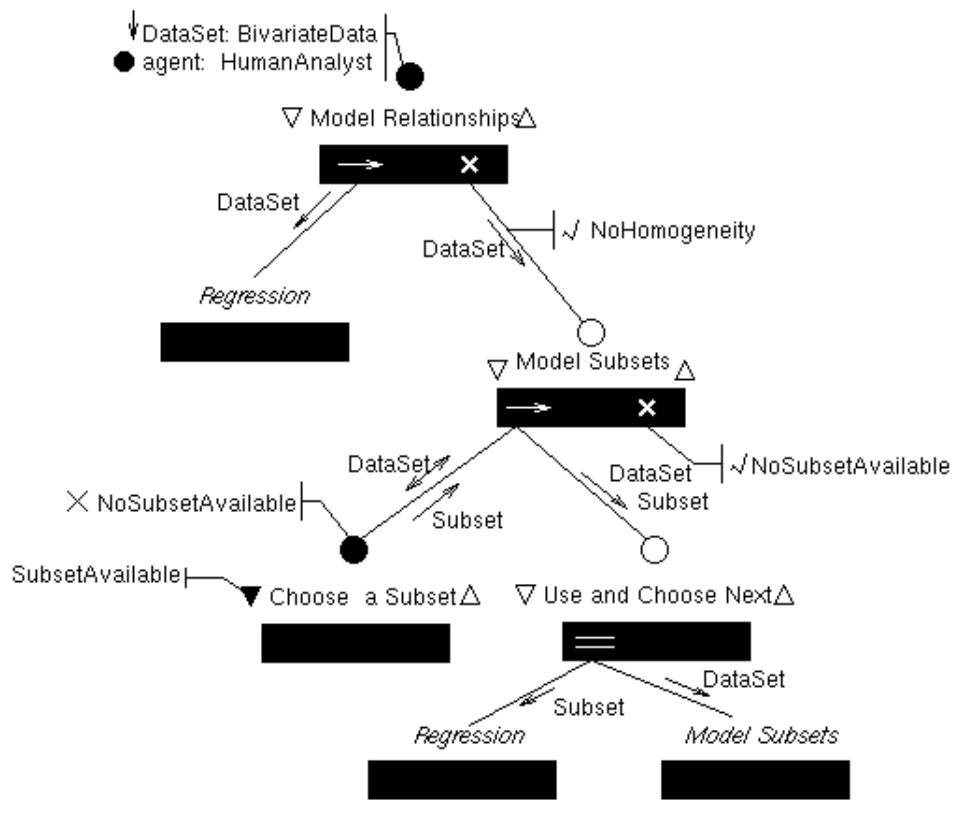 DataSet: BivariateData
agent: HumanAnalyst
Model Relationships
DataSet
NoHomogeneity
DataSet
Regression
Model Subsets
DataSet
DataSet
NoSubsetAvailable
NoSubsetAvailable
Subset
Subset
SubsetAvailable
Choose a Subset
Use and Choose Next
DataSet
Subset
Regression
Model Subsets